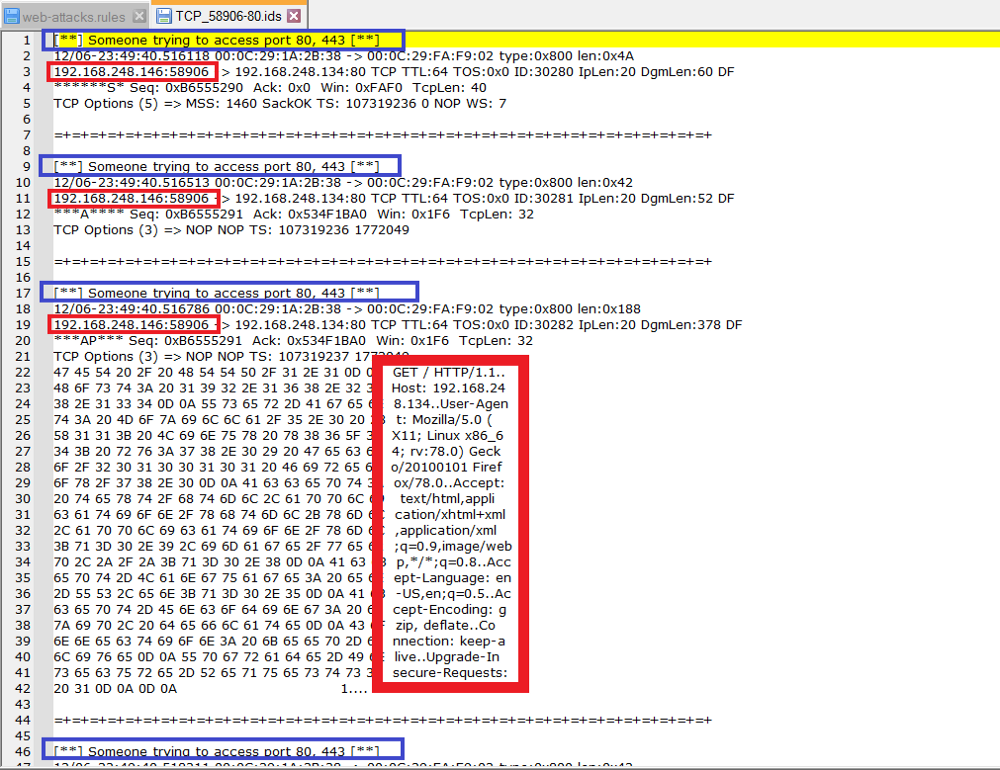 web-attacks.rules
TCP_58906-80.ids
1 [**] Someone trying to access port 80, 443 [**]
2 12/06-23:49:40.516118 00:0C:29:1A:2B:38 -> 00:0C:29:FA:F9:02 type:0x800 len:0x4A
3 192.168.248.146:58906 -> 192.168.248.134:80 TCP TTL:64 TOS:0x0 ID:30280 IpLen:20 DgmLen:60 DF
4 ******S* Seq: 0xB6555290 Ack: 0x0 Win: 0xFAF0 TcpLen: 40
5 TCP Options (5) => MSS: 1460 SackOK TS: 107319236 0 NOP WS: 7
6
7 =+=+=+=+=+=+=+=+=+=+=+=+=+=+=+=+=+=+=+=+=+=+=+=+=+=+=+=+=+=+=+=+=+=+=+=+=+
8
9 [**] Someone trying to access port 80, 443 [**]
10 12/06-23:49:40.516513 00:0C:29:1A:2B:38 -> 00:0C:29:FA:F9:02 type:0x800 len:0x42
11 192.168.248.146:58906 -> 192.168.248.134:80 TCP TTL:64 TOS:0x0 ID:30281 IpLen:20 DgmLen:52 DF
12 ***A**** Seq: 0xB6555291 Ack: 0x534F1BA0 Win: 0x1F6 TcpLen: 32
13 TCP Options (3) => NOP NOP TS: 107319236 1772049
14
15 =+=+=+=+=+=+=+=+=+=+=+=+=+=+=+=+=+=+=+=+=+=+=+=+=+=+=+=+=+=+=+=+=+=+=+=+=+
16
17 [**] Someone trying to access port 80, 443 [**]
18 12/06-23:49:40.516786 00:0C:29:1A:2B:38 -> 00:0C:29:FA:F9:02 type:0x800 len:0x188
19 192.168.248.146:58906 -> 192.168.248.134:80 TCP TTL:64 TOS:0x0 ID:30282 IpLen:20 DgmLen:378 DF
20 ***AP*** Seq: 0xB6555291 Ack: 0x534F1BA0 Win: 0x1F6 TcpLen: 32
21 TCP Options (3) => NOP NOP TS: 107319237 1772049
22 47 45 54 20 2F 20 48 54 54 50 2F 31 2E 31 0D GET / HTTP/1.1..
23 48 6F 73 74 3A 20 31 39 32 2E 31 36 38 2E 32 Host: 192.168.24
24 38 2E 31 33 34 0D 0A 55 73 65 72 2D 41 67 65 8.134..User-Agen
25 74 3A 20 4D 6F 7A 69 6C 6C 61 2F 35 2E 30 20 t: Mozilla/5.0 (
26 58 31 31 3B 20 4C 69 6E 75 78 20 78 38 36 5F X11; Linux x86_6
27 34 3B 20 72 76 3A 37 38 2E 30 29 20 47 65 63 4; rv:78.0) Geck
28 6F 2F 32 30 31 30 30 31 30 31 20 46 69 72 65 o/20100101 Firef
29 6F 78 2F 37 38 2E 30 0D 0A 41 63 63 65 70 74 ox/78.0..Accept:
30 20 74 65 78 74 2F 68 74 6D 6C 2C 61 70 70 6C text/html,appli
31 63 61 74 69 6F 6E 2F 78 68 74 6D 6C 2B 78 6D cation/xhtml+xml
32 2C 61 70 70 6C 69 63 61 74 69 6F 6E 2F 78 6D ,application/xml
33 3B 71 3D 30 2E 39 2C 69 6D 61 67 65 2F 77 65 ;q=0.9,image/web
34 70 2C 2A 2F 2A 3B 71 3D 30 2E 38 0D 0A 41 63 p,*/*;q=0.8..Acc
35 65 70 74 2D 4C 61 6E 67 75 61 67 65 3A 20 65 ept-Language: en
36 2D 55 53 2C 65 6E 3B 71 3D 30 2E 35 0D 0A 41 -US,en;q=0.5..Ac
37 63 65 70 74 2D 45 6E 63 6F 64 69 6E 67 3A 20 cept-Encoding: g
38 7A 69 70 2C 20 64 65 66 6C 61 74 65 0D 0A 43 zip, deflate..Co
39 6E 6E 65 63 74 69 6F 6E 3A 20 6B 65 65 70 2D nnection: keep-a
40 6C 69 76 65 0D 0A 55 70 67 72 61 64 65 2D 49 live..Upgrade-In
41 73 65 63 75 72 65 2D 52 65 71 75 65 73 74 73 secure-Requests:
42 20 31 0D 0A 0D 0A 1....
43
44 =+=+=+=+=+=+=+=+=+=+=+=+=+=+=+=+=+=+=+=+=+=+=+=+=+=+=+=+=+=+=+=+=+=+=+=+=+
45
46 [**] Someone trying to access port 80, 443 [**]